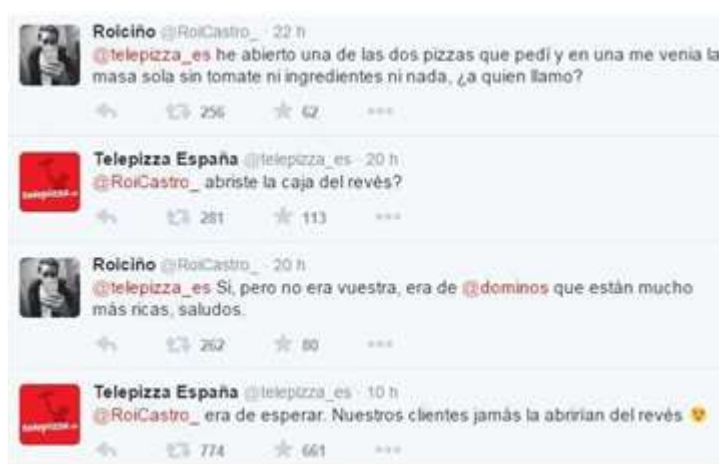 Roiciño @RoiCastro_ · 22 h
@telepizza_es he abierto una de las dos pizzas que pedí y en una me venia la
masa sola sin tomate ni ingredientes ni nada, ¿a quien llamo?
256 62
Telepizza España @telepizza_es · 20 h
@RoiCastro_ abriste la caja del revés?
telepizza
281 113
Roiciño @RoiCastro_ · 20 h
@telepizza_es Si, pero no era vuestra, era de @dominos que están mucho
más ricas, saludos.
262 80
Telepizza España @telepizza_es · 10 h
@RoiCastro_ era de esperar. Nuestros clientes jamás la abrirían del revés 😉
telepizza
774 661